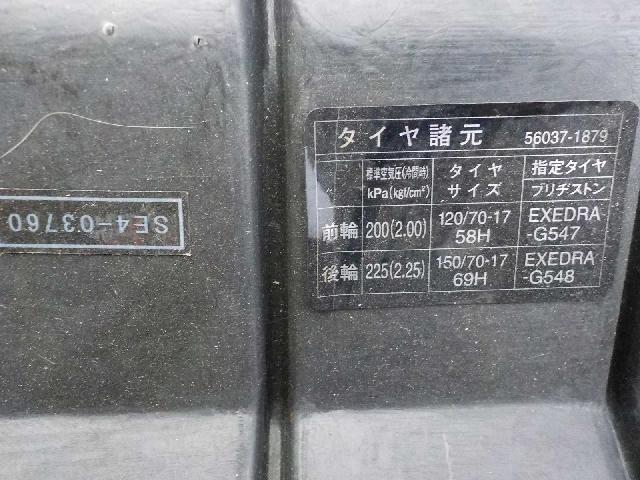 タイヤ諸元 56037-1879
標準空気圧(冷間時) タイヤ 指定タイヤ
kPa(kgf/cm²) サイズ ブリヂストン
前輪 200(2.00) 120/70-17 EXEDRA
58H -G547
後輪 225(2.25) 150/70-17 EXEDRA
69H -G548
SE4-03760